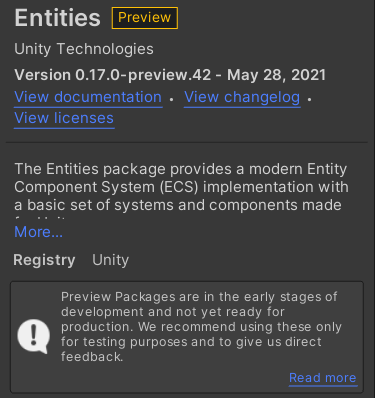 Entities Preview
Unity Technologies
Version 0.17.0-preview.42 - May 28, 2021
View documentation • View changelog •
View licenses
The Entities package provides a modern Entity
Component System (ECS) implementation with
a basic set of systems and components made
More...
Registry Unity
Preview Packages are in the early stages of
development and not yet ready for
production. We recommend using these only
for testing purposes and to give us direct
feedback.
Read more